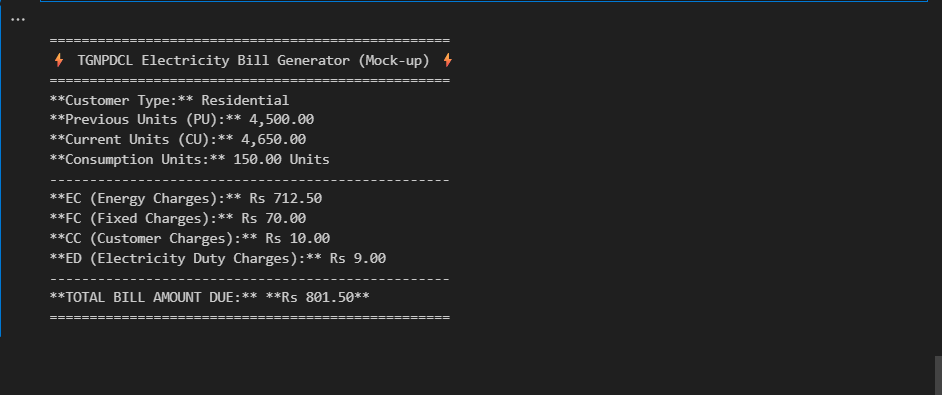 ...
==================================================
⚡ TGNPDCL Electricity Bill Generator (Mock-up) ⚡
==================================================
**Customer Type:** Residential
**Previous Units (PU):** 4,500.00
**Current Units (CU):** 4,650.00
**Consumption Units:** 150.00 Units
--------------------------------------------------
**EC (Energy Charges):** Rs 712.50
**FC (Fixed Charges):** Rs 70.00
**CC (Customer Charges):** Rs 10.00
**ED (Electricity Duty Charges):** Rs 9.00
--------------------------------------------------
**TOTAL BILL AMOUNT DUE:** **Rs 801.50**
==================================================